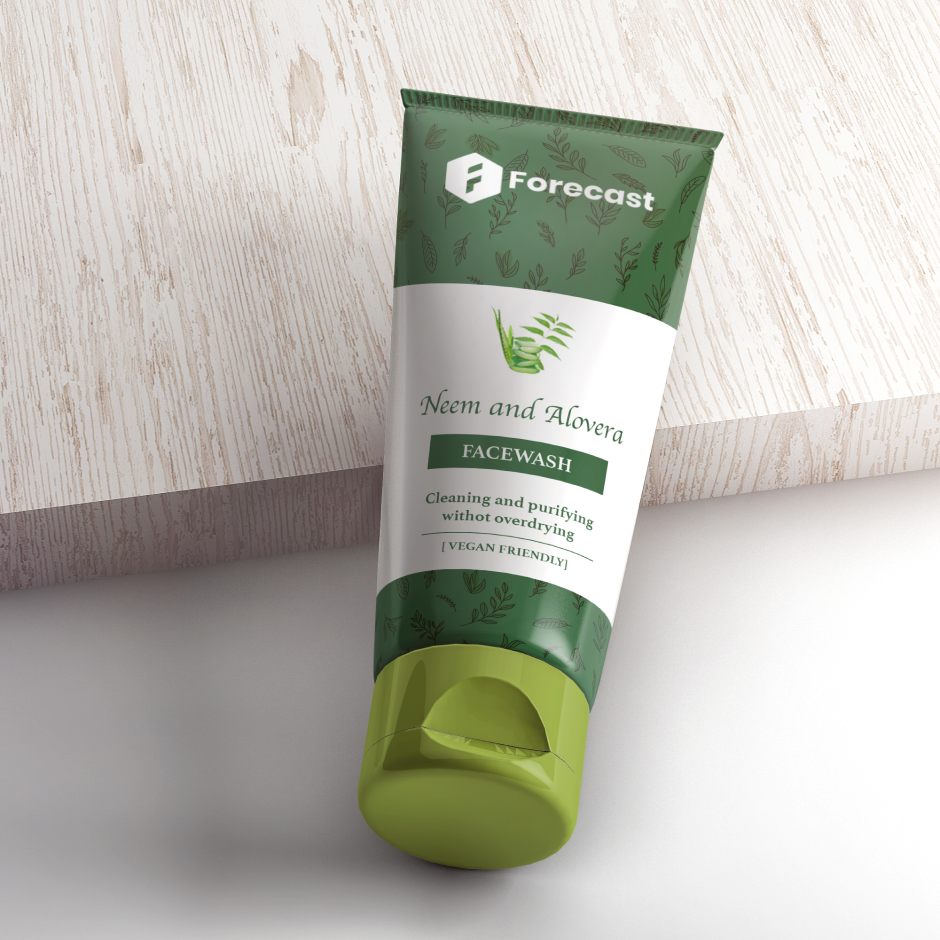 Forecast
Neem and Alovera
FACEWASH
Cleaning and purifying
withot overdrying
[ VEGAN FRIENDLY]